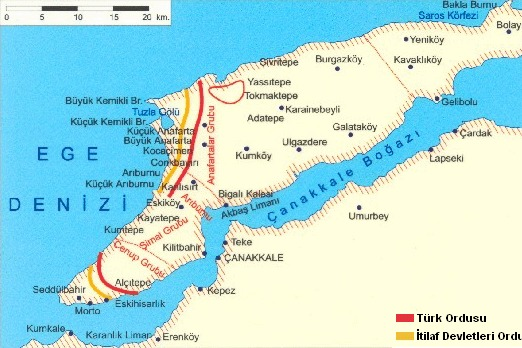 0 5 10 15 20 km.
Bakla Burnu
Saros Körfezi
Bolay
Yeniköy
Sivritepe
Burgazköy
Kavaklıköy
Yassıtepe
Tokmaktepe
Büyük Kemikli Br.
Tuzla Gölü
Karainebeyli
Gelibolu
Küçük Kemikli Br.
Adatepe
Küçük Anafarta
Büyük Anafarta
Galataköy
Çardak
Kocaçimen
Conkbayırı
Kumköy
Ulgazdere
Lapseki
Anafartalar Grubu
EGE
DENİZİ
Arıburnu
Küçük Arıburnu
Kanlısırt
Bigalı Kalesi
Akbaş Limanı
Çanakkale Boğazı
Eskiköy
Arıburnu
Umurbey
Kayatepe
Şimal Grubu
Kumtepe
Kilitbahir
Teke
Cenup Grubu
ÇANAKKALE
Alçıtepe
Seddülbahir
Eskihisarlık
Kepez
Morto
Kumkale
Karanlık Liman
Erenköy
Türk Ordusu
İtilaf Devletleri Ordu